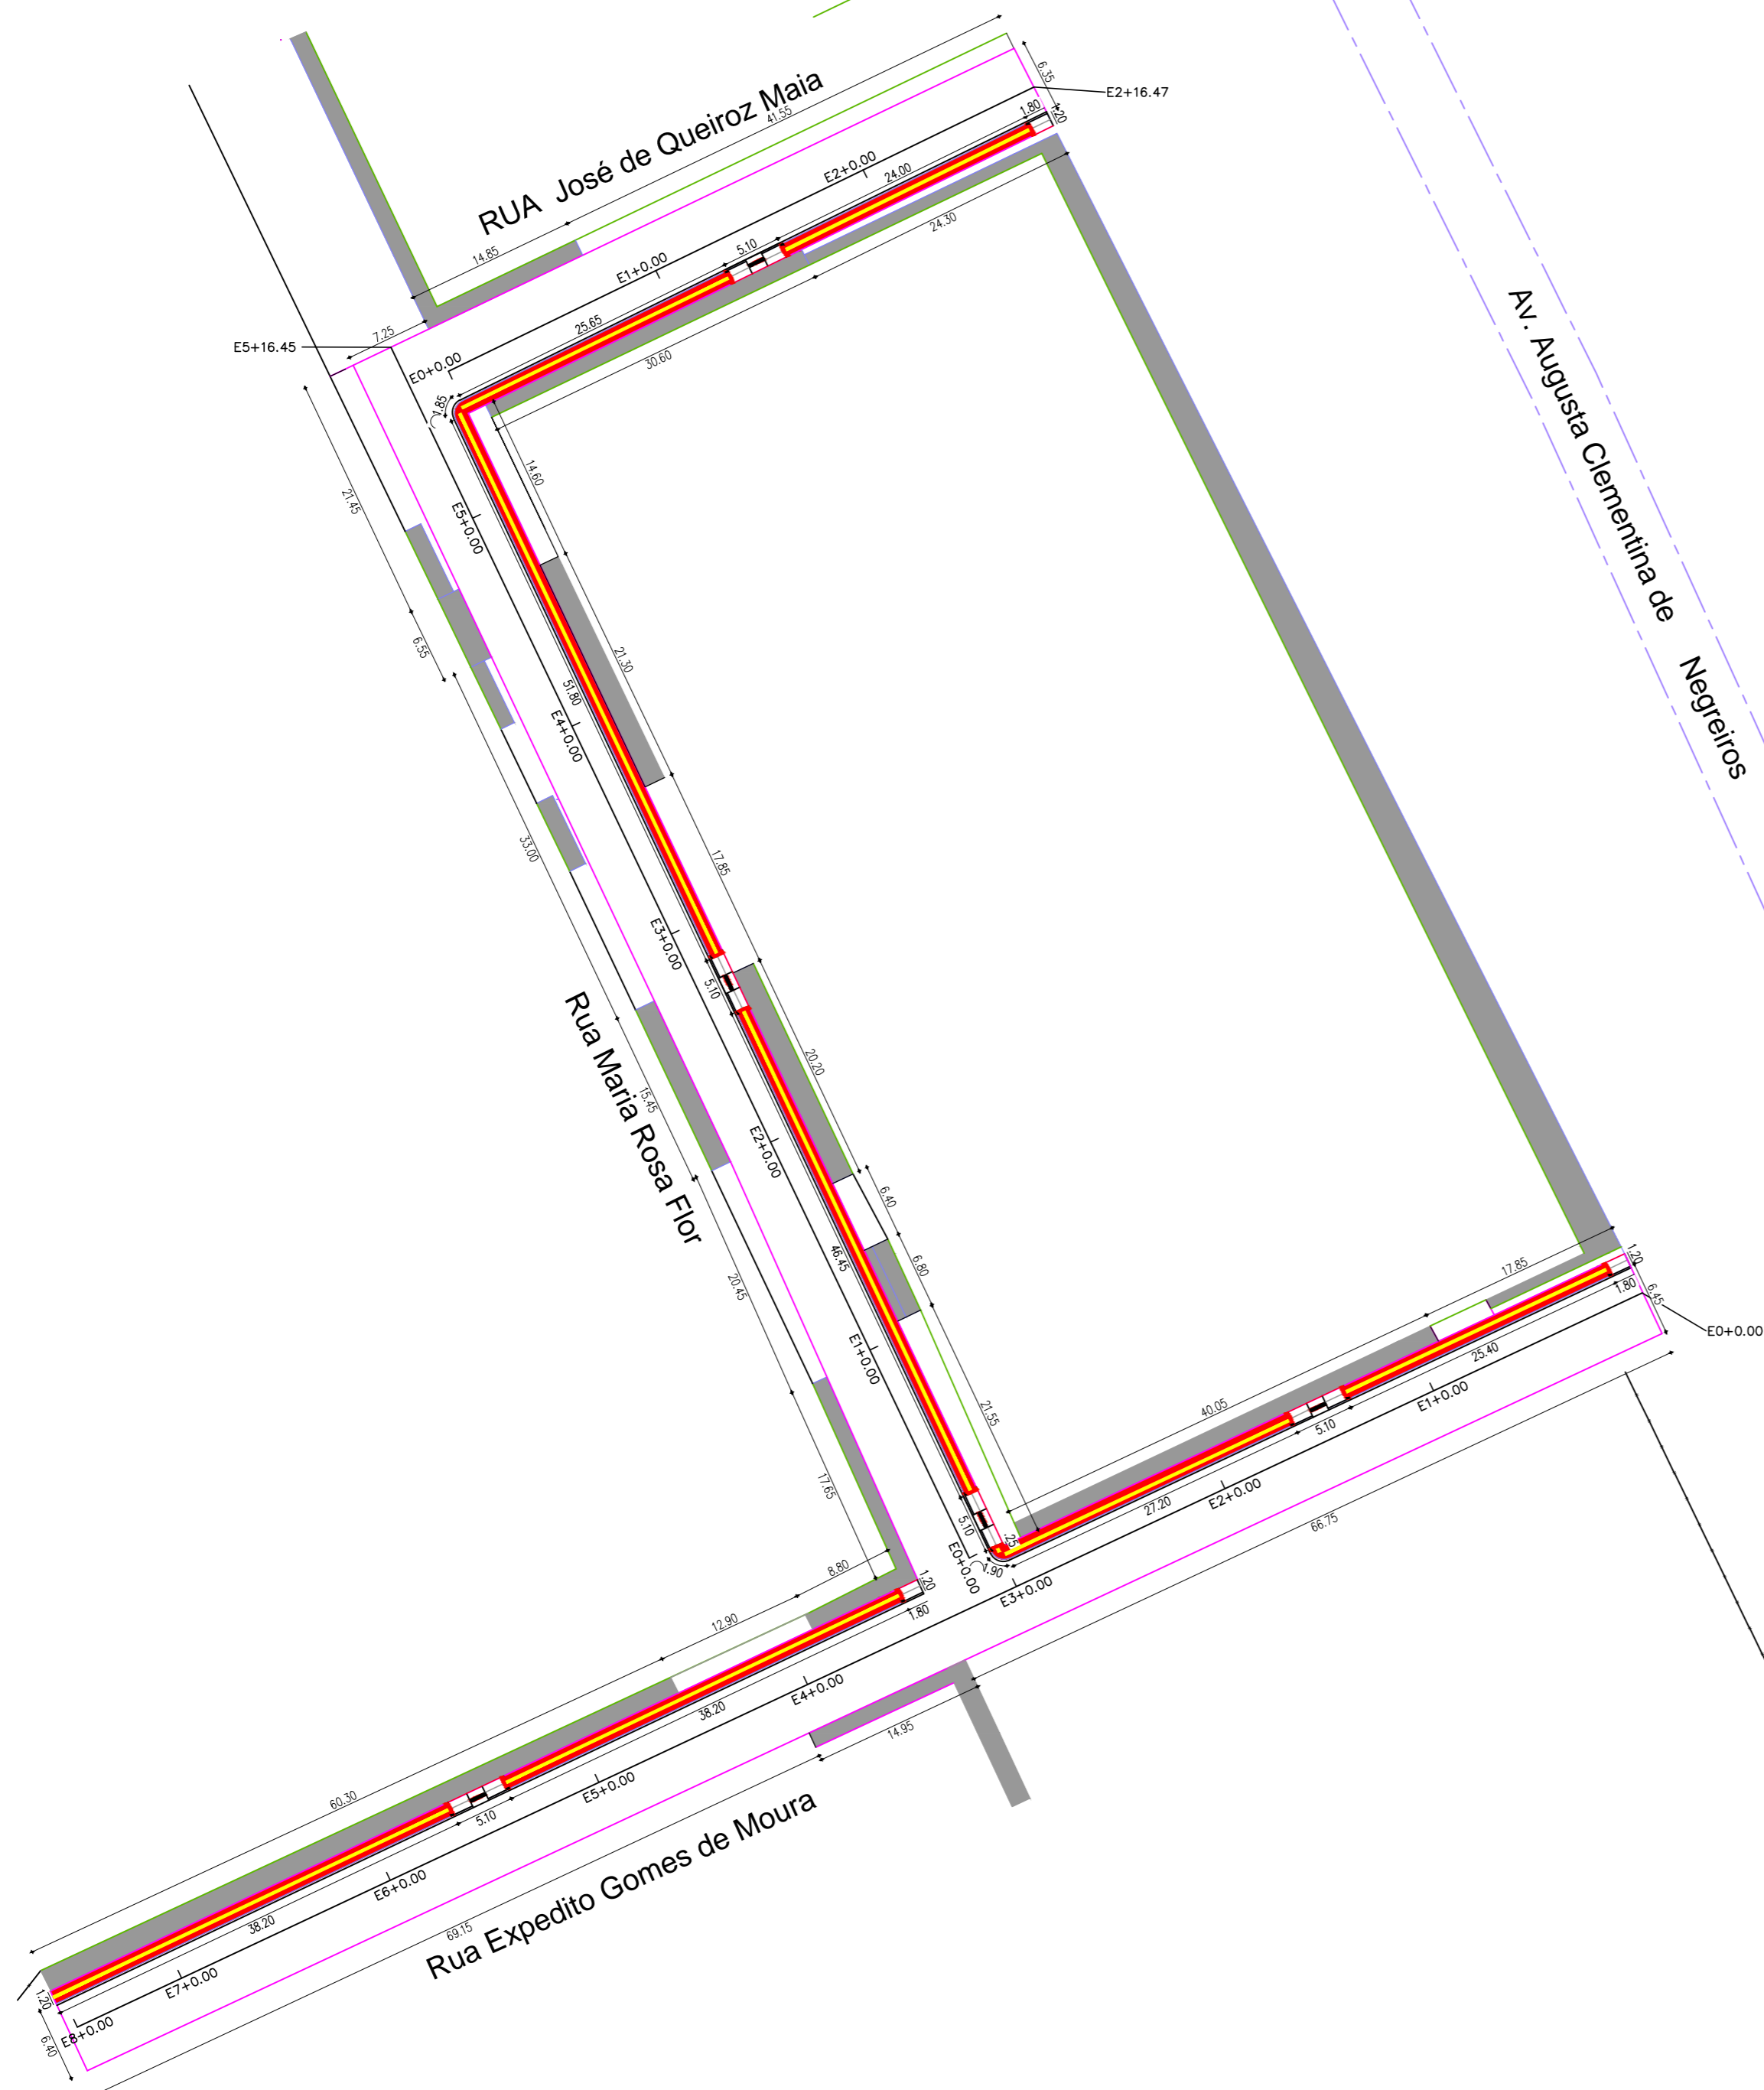 RUA José de Queiroz Maia
41.55
6.35
E2+16.47
1.80
1.20
E2+0.00
24.00
24.30
14.85
5.10
E1+0.00
7.25
25.65
30.60
E5+16.45
E0+0.00
1.85
21.45
14.60
E5+0.00
6.55
21.30
51.80
E4+0.00
33.00
17.85
E3+0.00
5.10
Rua Maria Rosa Flor
15.45
20.20
E2+0.00
6.40
46.45
6.80
20.45
E1+0.00
21.55
17.65
5.10
.25
E0+0.00
1.90
Av. Augusta Clementina de
Negreiros
17.85
1.20
1.80
6.45
E0+0.00
25.40
E1+0.00
40.05
5.10
E2+0.00
27.20
66.75
E3+0.00
8.80
1.20
1.80
12.90
E4+0.00
38.20
14.95
E5+0.00
60.30
5.10
E6+0.00
Rua Expedito Gomes de Moura
38.20
69.15
E7+0.00
1.20
E8+0.00
6.40